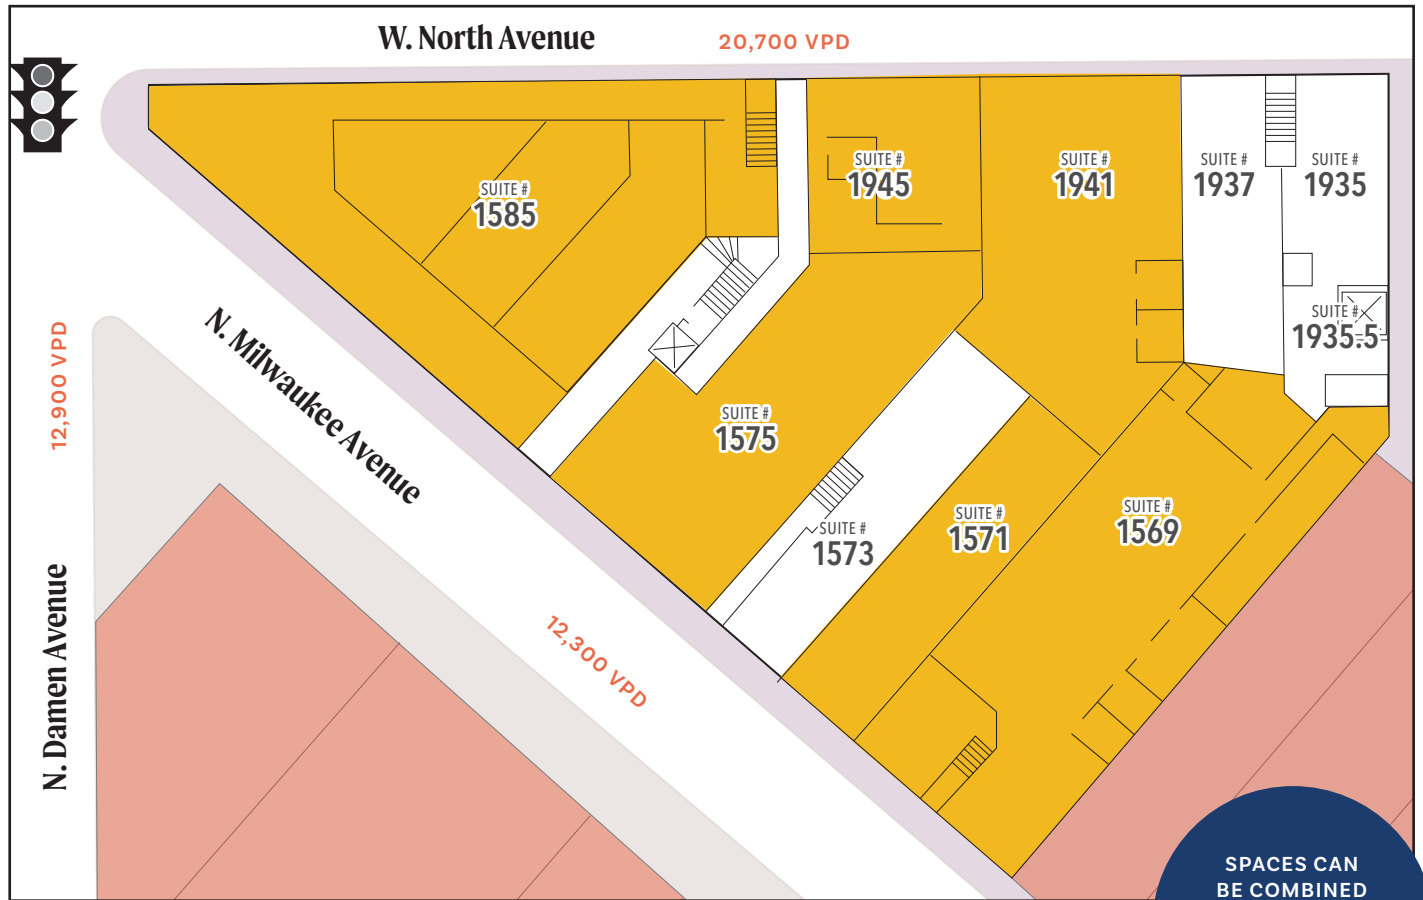 W. North Avenue
20,700 VPD
SUITE #
1585
SUITE #
1945
SUITE #
1941
SUITE #
1937
SUITE #
1935
SUITE #
1935.5
12,900 VPD
N. Milwaukee Avenue
SUITE #
1575
SUITE #
1573
SUITE #
1571
SUITE #
1569
N. Damen Avenue
12,300 VPD
SPACES CAN
BE COMBINED